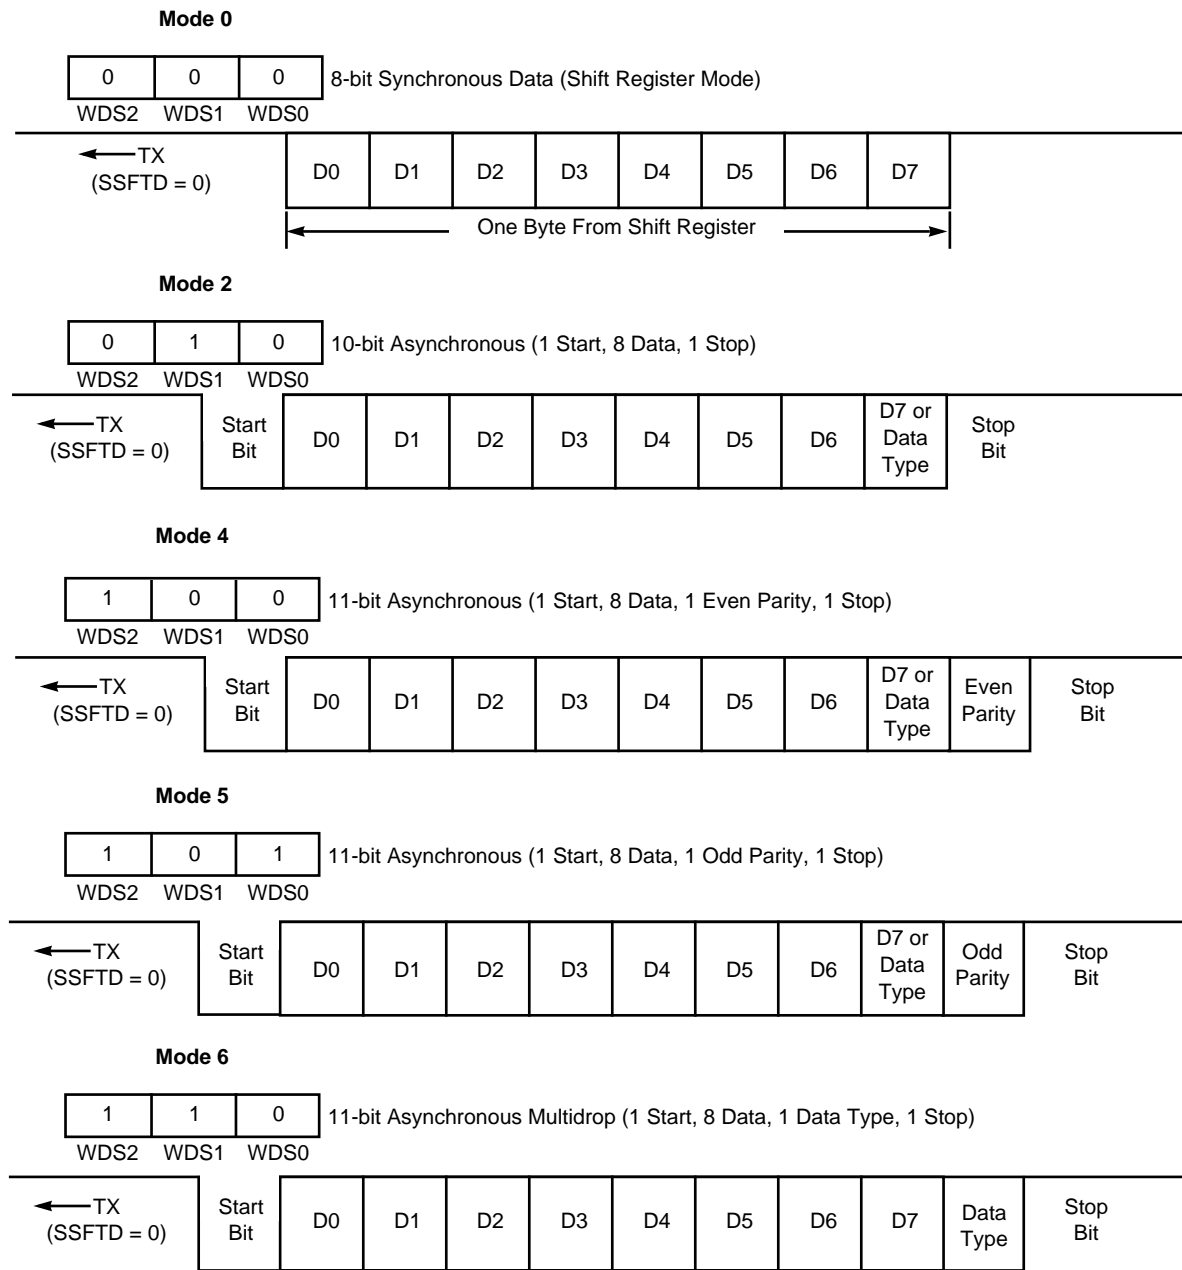 Mode 0
0 0 0 8-bit Synchronous Data (Shift Register Mode)
WDS2 WDS1 WDS0
TX
(SSFTD = 0)
D0 D1 D2 D3 D4 D5 D6 D7
One Byte From Shift Register
Mode 2
0 1 0 10-bit Asynchronous (1 Start, 8 Data, 1 Stop)
WDS2 WDS1 WDS0
TX
(SSFTD = 0)
Start
Bit
D0 D1 D2 D3 D4 D5 D6
D7 or
Data
Type
Stop
Bit
Mode 4
1 0 0 11-bit Asynchronous (1 Start, 8 Data, 1 Even Parity, 1 Stop)
WDS2 WDS1 WDS0
TX
(SSFTD = 0)
Start
Bit
D0 D1 D2 D3 D4 D5 D6
D7 or
Data
Type
Even
Parity
Stop
Bit
Mode 5
1 0 1 11-bit Asynchronous (1 Start, 8 Data, 1 Odd Parity, 1 Stop)
WDS2 WDS1 WDS0
TX
(SSFTD = 0)
Start
Bit
D0 D1 D2 D3 D4 D5 D6
D7 or
Data
Type
Odd
Parity
Stop
Bit
Mode 6
1 1 0 11-bit Asynchronous Multidrop (1 Start, 8 Data, 1 Data Type, 1 Stop)
WDS2 WDS1 WDS0
TX
(SSFTD = 0)
Start
Bit
D0 D1 D2 D3 D4 D5 D6 D7
Data
Type
Stop
Bit